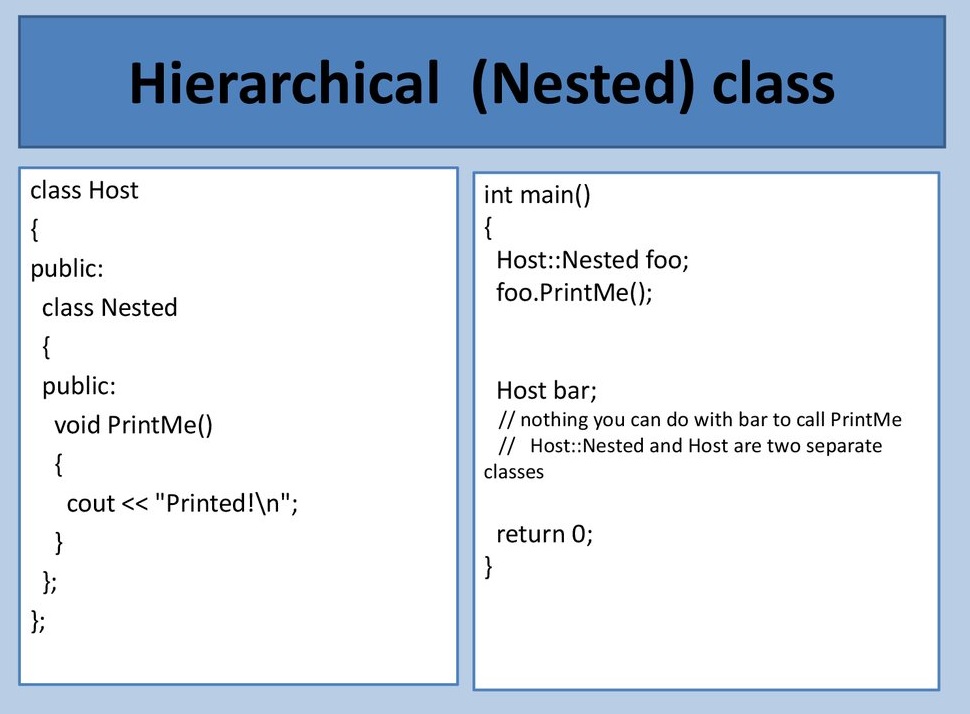 Hierarchical  (Nested) class
class Host
{
public:
  class Nested
  {
  public:
    void PrintMe()
    {
      cout << "Printed!\n";
    }
  };
};
int main()
{
  Host::Nested foo;
  foo.PrintMe();
  Host bar;
  // nothing you can do with bar to call PrintMe
  //   Host::Nested and Host are two separate
classes
  return 0;
}